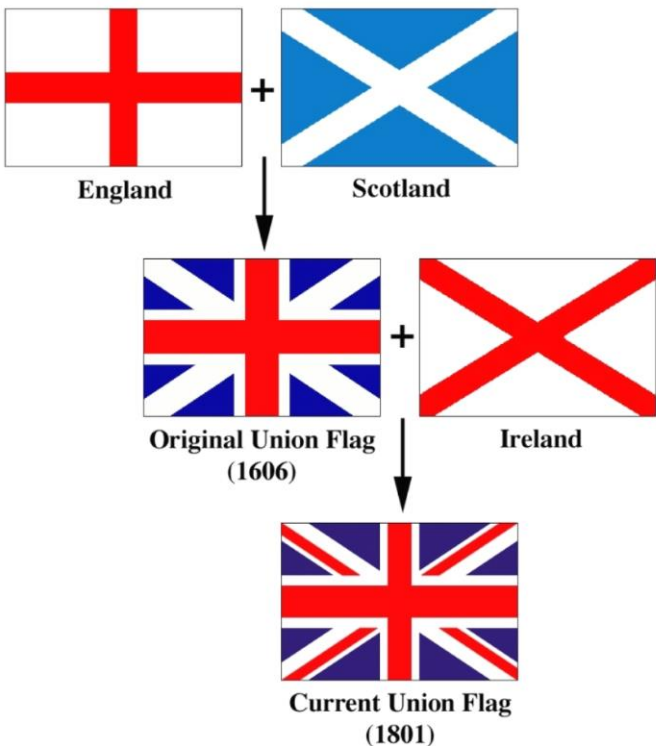 +
England
Scotland
+
Original Union Flag
(1606)
Ireland
Current Union Flag
(1801)